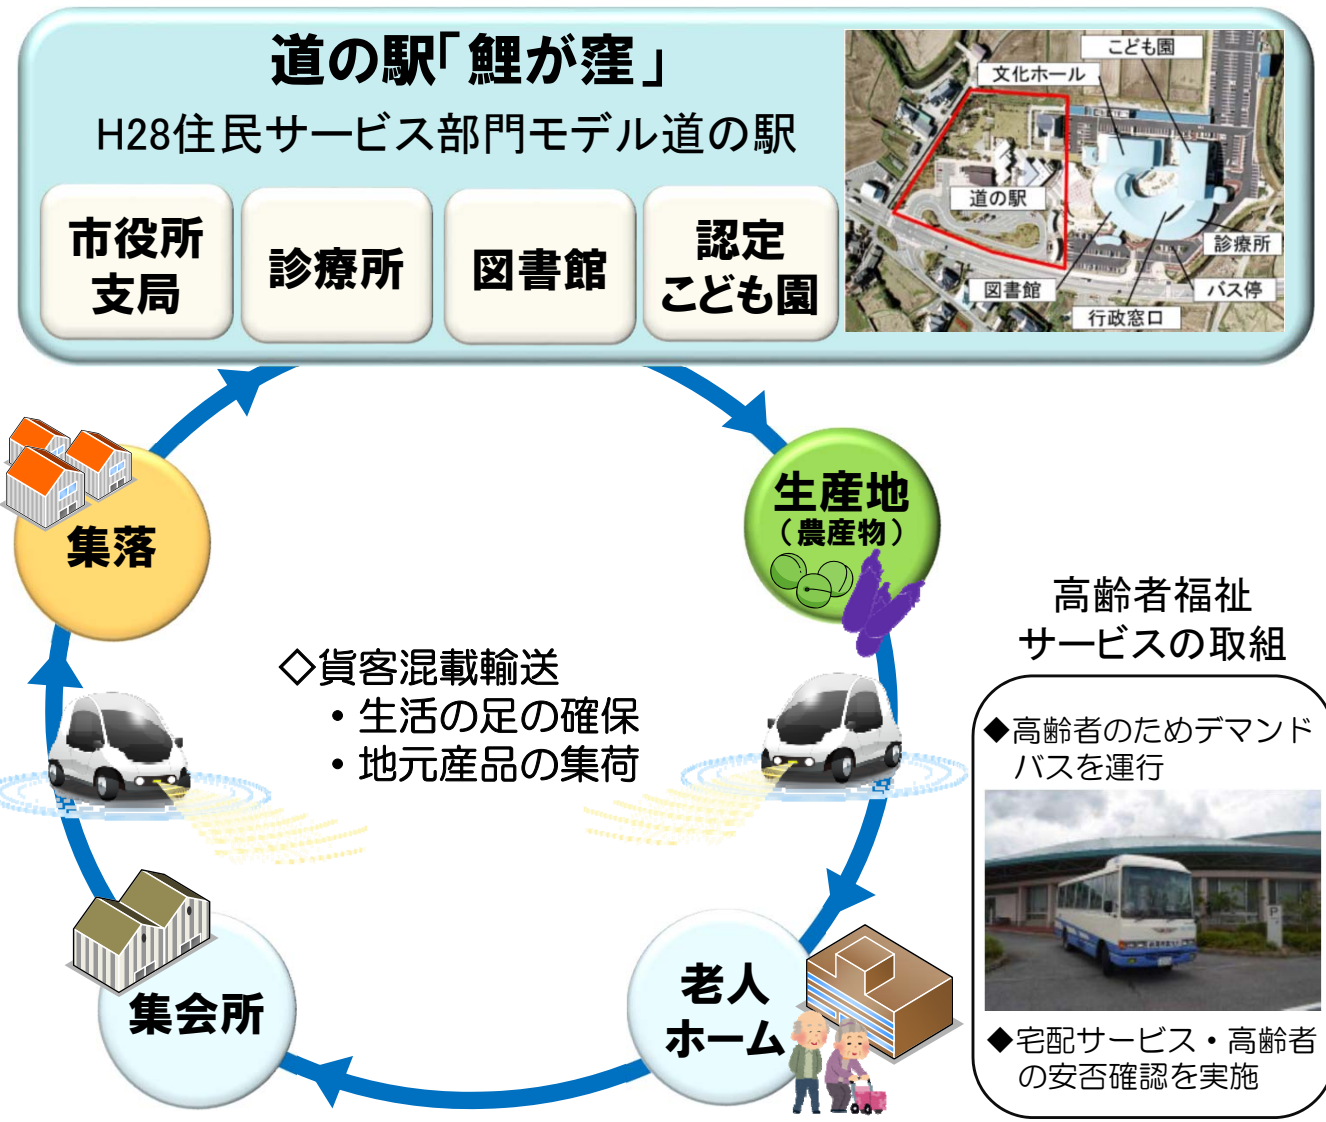 道の駅「鯉が窪」
H28住民サービス部門モデル道の駅
市役所
支局
診療所
図書館
認定
こども園
こども園
文化ホール
道の駅
診療所
図書館
バス停
行政窓口
集落
生産地
（農産物）
◇貨客混載輸送
・生活の足の確保
・地元産品の集荷
集会所
老人
ホーム
高齢者福祉
サービスの取組
◆高齢者のためデマンド
バスを運行
P
◆宅配サービス・高齢者
の安否確認を実施